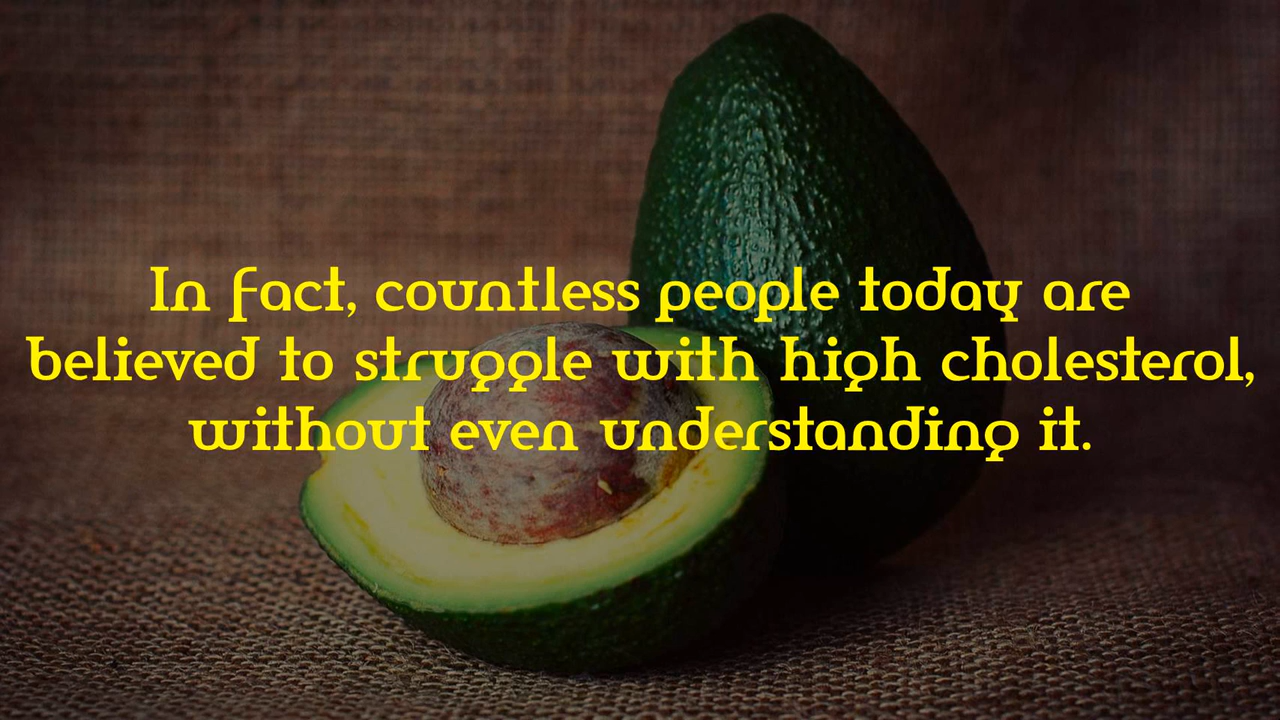 In fact, countless people today are
believed to struggle with high cholesterol,
without even understanding it.